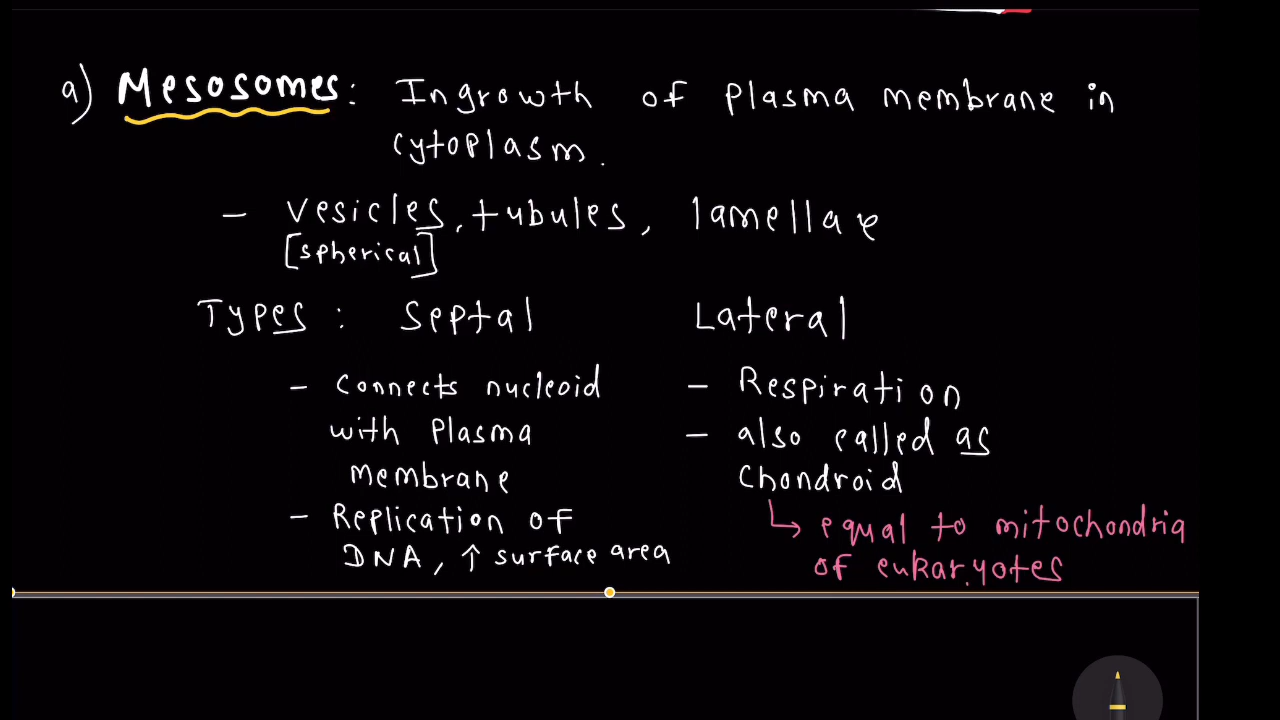 a) Mesosomes: Ingrowth of plasma membrane in
cytoplasm.
- vesicles, tubules, lamellae
[spherical]
Types: Septal Lateral
- Connects nucleoid
with plasma
membrane
- Replication of
DNA, ↑ surface area
- Respiration
- also called as
Chondroid
↳ equal to mitochondria
of eukaryotes